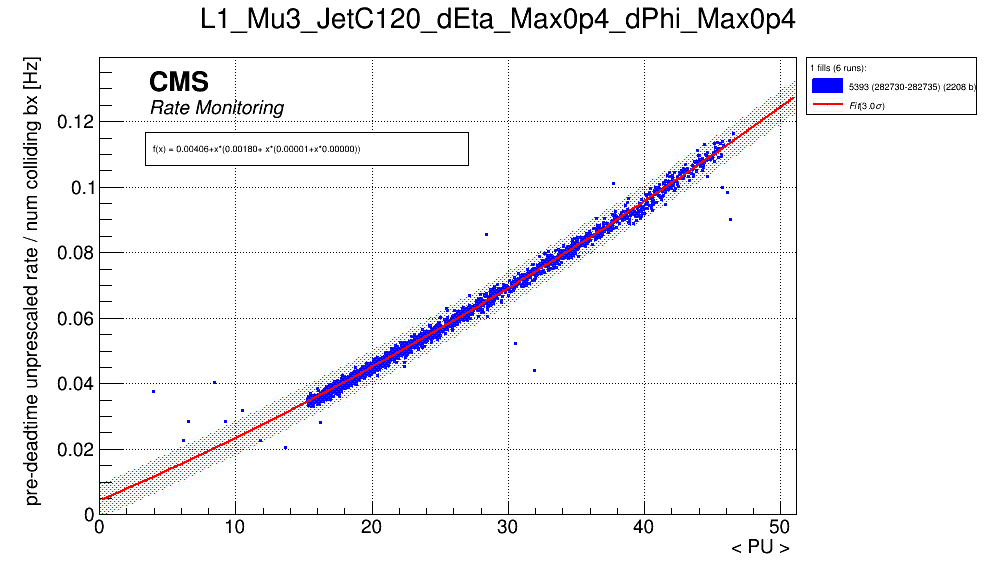 L1_Mu3_JetC120_dEta_Max0p4_dPhi_Max0p4
pre-deadtime unprescaled rate / num colliding bx [Hz]
CMS
Rate Monitoring
f(x) = 0.00406+x*(0.00180+ x*(0.00001+x*0.00000))
1 fills (6 runs):
5393 (282730-282735) (2208 b)
Fit(3.0σ)
0.12
0.1
0.08
0.06
0.04
0.02
0
0 10 20 30 40 50
< PU >